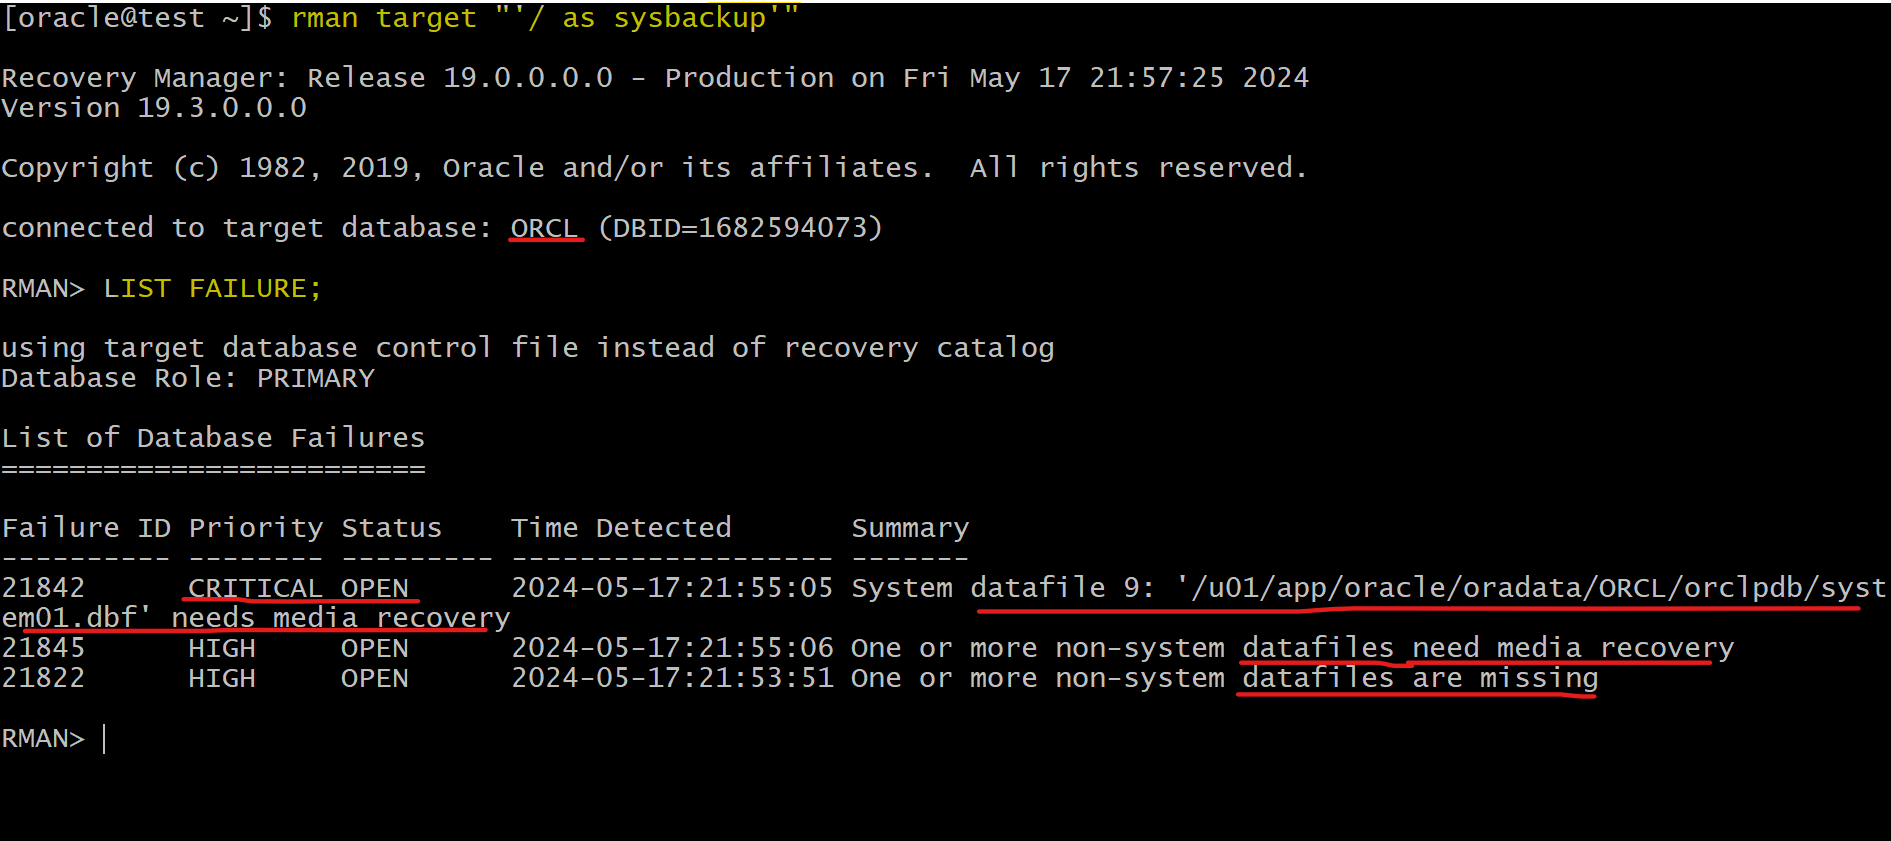 [oracle@test ~]$ rman target "'/ as sysbackup'"
Recovery Manager: Release 19.0.0.0.0 - Production on Fri May 17 21:57:25 2024
Version 19.3.0.0.0
Copyright (c) 1982, 2019, Oracle and/or its affiliates.  All rights reserved.
connected to target database: ORCL (DBID=1682594073)
RMAN> LIST FAILURE;
using target database control file instead of recovery catalog
Database Role: PRIMARY
List of Database Failures
=========================
Failure ID Priority Status    Time Detected       Summary
---------- -------- --------- ------------------- -------
21842      CRITICAL OPEN      2024-05-17:21:55:05 System datafile 9: '/u01/app/oracle/oradata/ORCL/orclpdb/syst
em01.dbf' needs media recovery
21845      HIGH     OPEN      2024-05-17:21:55:06 One or more non-system datafiles need media recovery
21822      HIGH     OPEN      2024-05-17:21:53:51 One or more non-system datafiles are missing
RMAN>